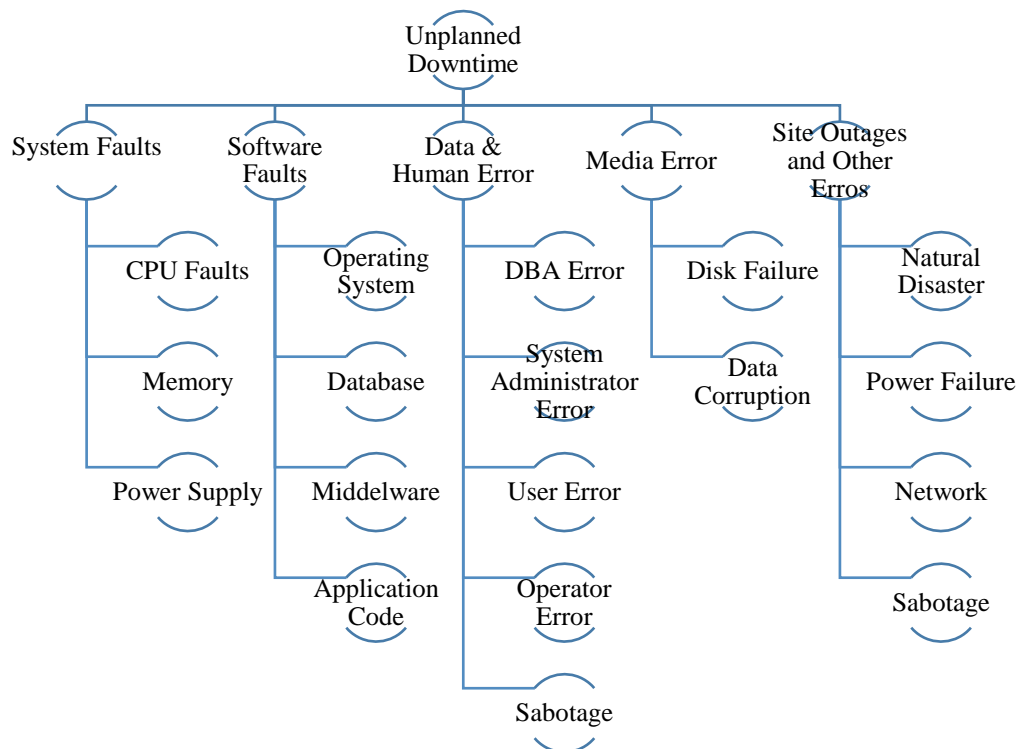 Unplanned
Downtime
System Faults
Software
Faults
Data &
Human Error
Media Error
Site Outages
and Other
Erros
CPU Faults
Memory
Power Supply
Operating
System
Database
Middelware
Application
Code
DBA Error
System
Administrator
Error
User Error
Operator
Error
Sabotage
Disk Failure
Data
Corruption
Natural
Disaster
Power Failure
Network
Sabotage